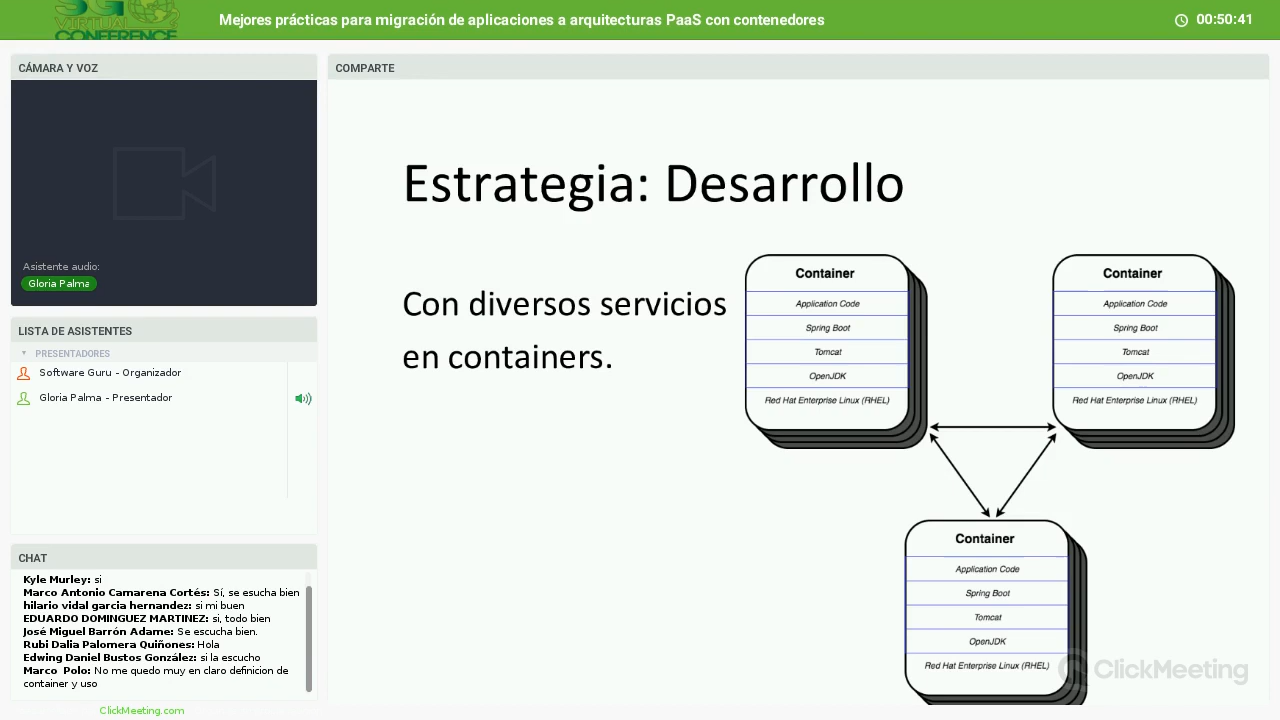 SG
VIRTUAL
CONFERENCE
Mejores prácticas para migración de aplicaciones a arquitecturas PaaS con contenedores
00:50:41
CÁMARA Y VOZ
Asistente audio:
Gloria Palma
LISTA DE ASISTENTES
PRESENTADORES
Software Guru - Organizador
Gloria Palma - Presentador
CHAT
Kyle Murley: si
Marco Antonio Camarena Cortés: Sí, se esucha bien
hilario vidal garcia hernandez: si mi buen
EDUARDO DOMINGUEZ MARTINEZ: si, todo bien
José Miguel Barrón Adame: Se escucha bien.
Rubi Dalia Palomera Quiñones: Hola
Edwing Daniel Bustos González: si la escucho
Marco Polo: No me quedo muy en claro definicion de
container y uso
ClickMeeting.com
COMPARTE
Estrategia: Desarrollo
Con diversos servicios
en containers.
Container
Application Code
Spring Boot
Tomcat
OpenJDK
Red Hat Enterprise Linux (RHEL)
Container
Application Code
Spring Boot
Tomcat
OpenJDK
Red Hat Enterprise Linux (RHEL)
Container
Application Code
Spring Boot
Tomcat
OpenJDK
Red Hat Enterprise Linux (RHEL)
ClickMeeting